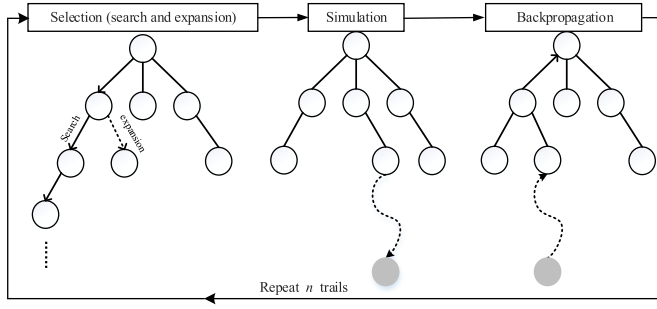 Selection (search and expansion)
Simulation
Backpropagation
Search
expansion
Repeat n trails